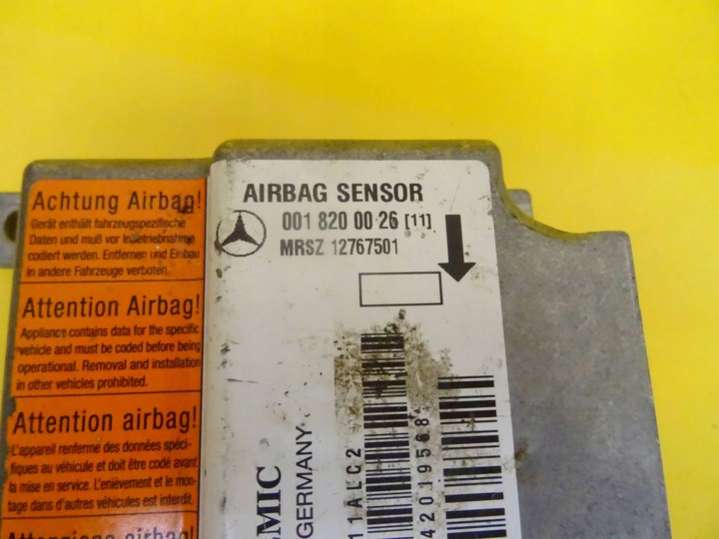 Achtung Airbag!
Gerät enthält fahrzeugspezifische
Daten und muß vor Inbetriebnahme
codiert werden. Entfernen und Einbau
in andere Fahrzeuge verboten.
Attention Airbag!
Appliance contains data for the specific
vehicle and must be coded before being
operational. Removal and installation
in other vehicles prohibited.
Attention airbag!
L'appareil renferme des données spéci-
fiques au véhicule et doit être codé avant
la mise en service. L'enlèvement et le mon-
tage dans d'autres véhicules est interdit.
AIRBAG SENSOR
001 820 00 26 [11]
MRSZ 12767501
GERMANY
11ALC2
42019588